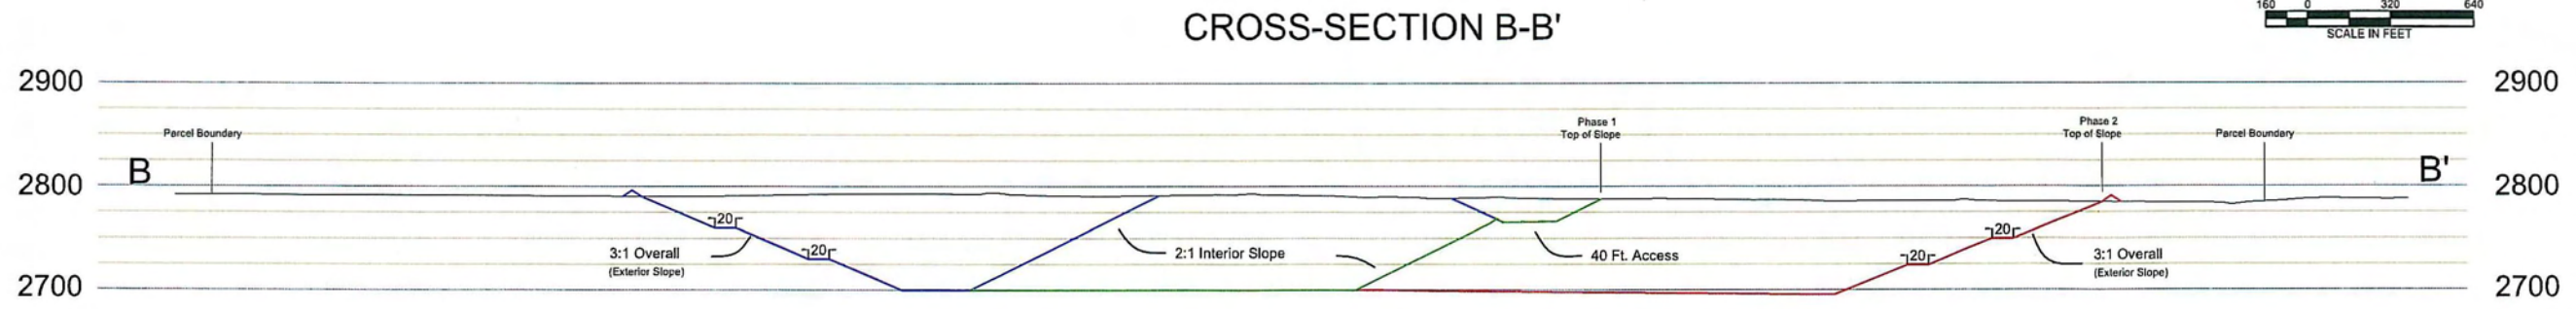 CROSS-SECTION B-B'
160 0 320 640
SCALE IN FEET
2900 2900
Parcel Boundary
Phase 1
Top of Slope
Phase 2
Top of Slope
Parcel Boundary
B B'
2800 2800
20
20
3:1 Overall
(Exterior Slope)
2:1 Interior Slope
40 Ft. Access
20
20
3:1 Overall
(Exterior Slope)
2700 2700